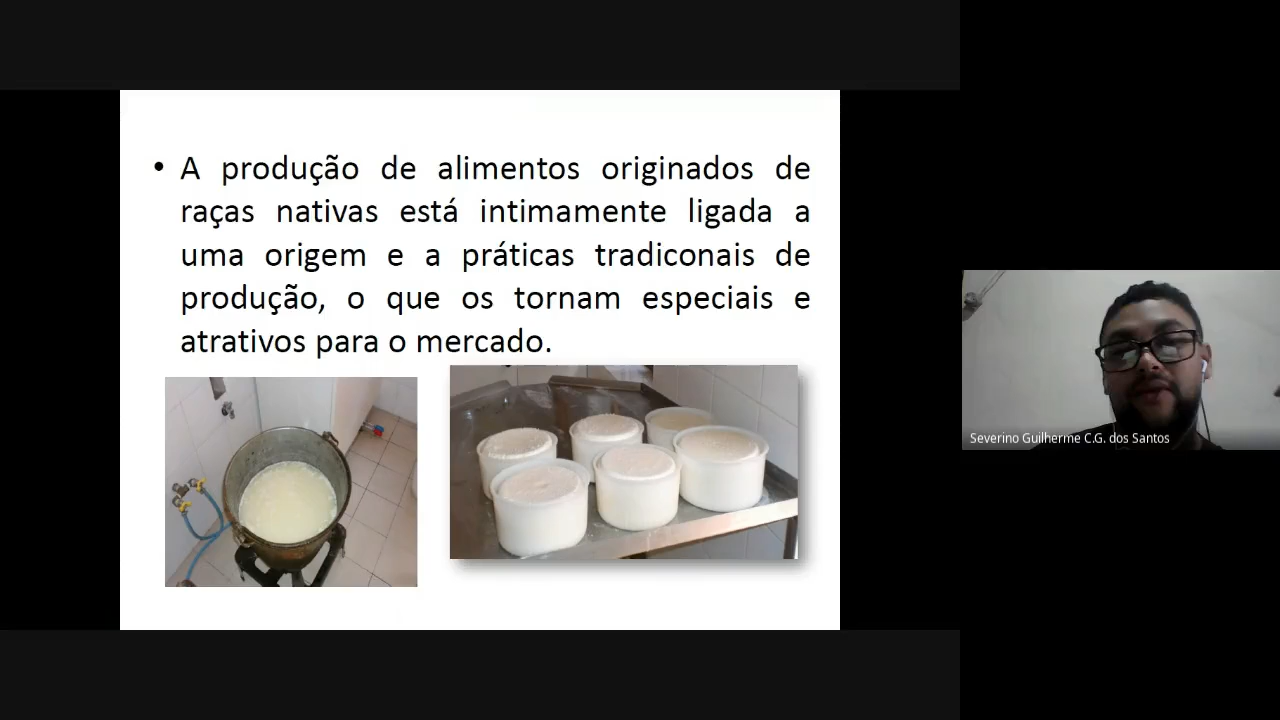 • A produção de alimentos originados de
raças nativas está intimamente ligada a
uma origem e a práticas tradiconais de
produção, o que os tornam especiais e
atrativos para o mercado.
Severino Guilherme C.G. dos Santos